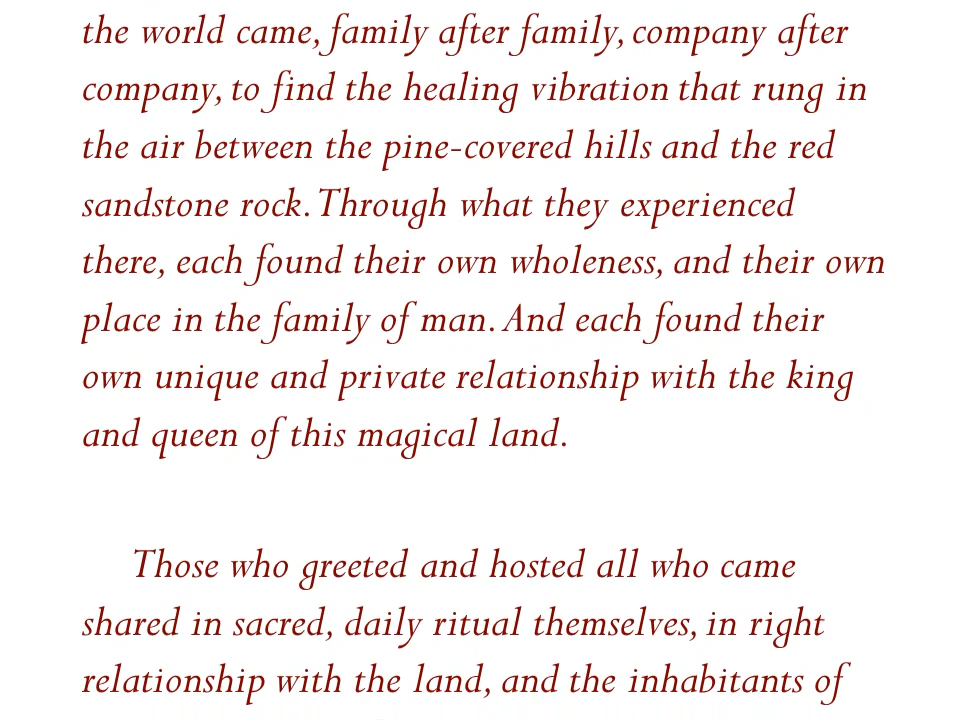 the world came, family after family, company after
company, to find the healing vibration that rung in
the air between the pine-covered hills and the red
sandstone rock. Through what they experienced
there, each found their own wholeness, and their own
place in the family of man. And each found their
own unique and private relationship with the king
and queen of this magical land.
Those who greeted and hosted all who came
shared in sacred, daily ritual themselves, in right
relationship with the land, and the inhabitants of